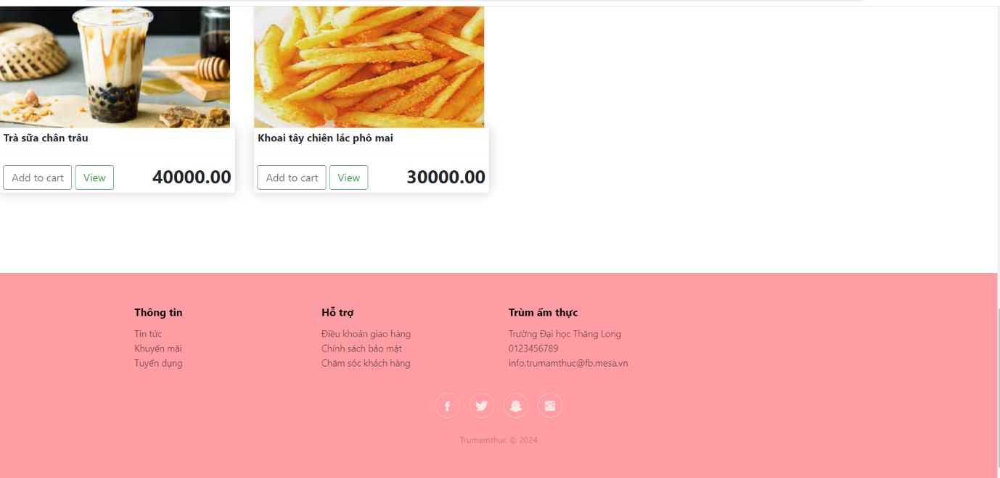 Trà sữa chân trâu
Khoai tây chiên lắc phô mai
Add to cart View 40000.00
Add to cart View 30000.00
Thông tin
Tin tức
Khuyến mãi
Tuyển dụng
Hỗ trợ
Điều khoản giao hàng
Chính sách bảo mật
Chăm sóc khách hàng
Trùm ẩm thực
Trường Đại học Thăng Long
0123456789
info.trumamthuc@fb.mesa.vn
Trumamthuc © 2024